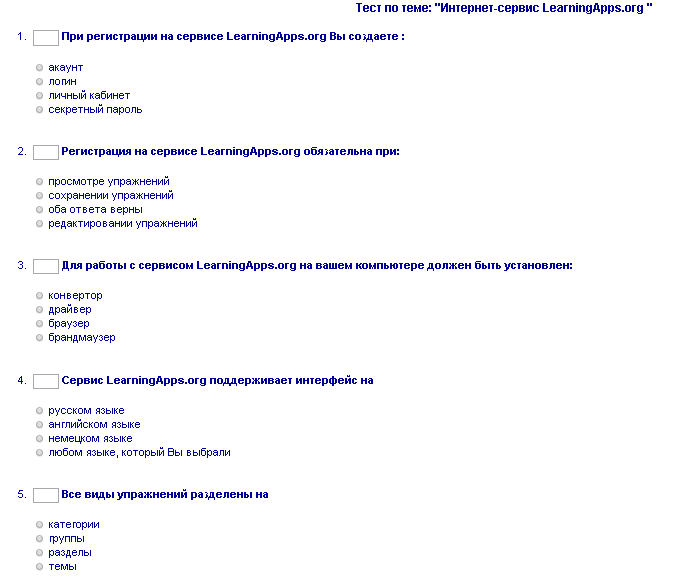 Тест по теме: "Интернет-сервис LearningApps.org "
1. При регистрации на сервисе LearningApps.org Вы создаете :
акаунт
логин
личный кабинет
секретный пароль
2. Регистрация на сервисе LearningApps.org обязательна при:
просмотре упражнений
сохранении упражнений
оба ответа верны
редактировании упражнений
3. Для работы с сервисом LearningApps.org на вашем компьютере должен быть установлен:
конвертор
драйвер
браузер
брандмаузер
4. Сервис LearningApps.org поддерживает интерфейс на
русском языке
английском языке
немецком языке
любом языке, который Вы выбрали
5. Все виды упражнений разделены на
категории
группы
разделы
темы